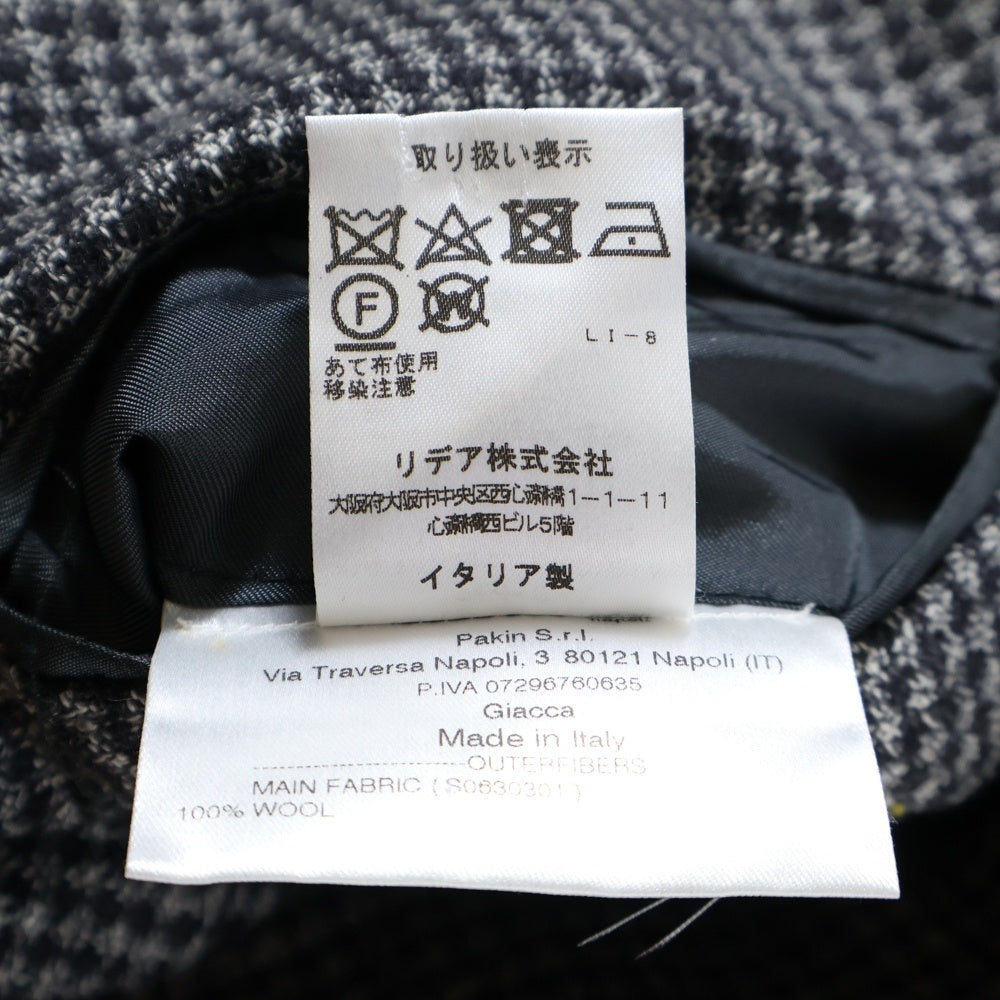 取り扱い表示
F W
LI-8
あて布使用
移染注意
リデア株式会社
大阪府大阪市中央区西心斎橋1-1-11
心斎橋西ビル5階
イタリア製
Pakin S.r.l.
Via Traversa Napoli, 3 80121 Napoli (IT)
P.IVA 07296760635
Giacca
Made in Italy
-------------------------OUTERFIBERS
MAIN FABRIC ( S0630301 )
100% WOOL